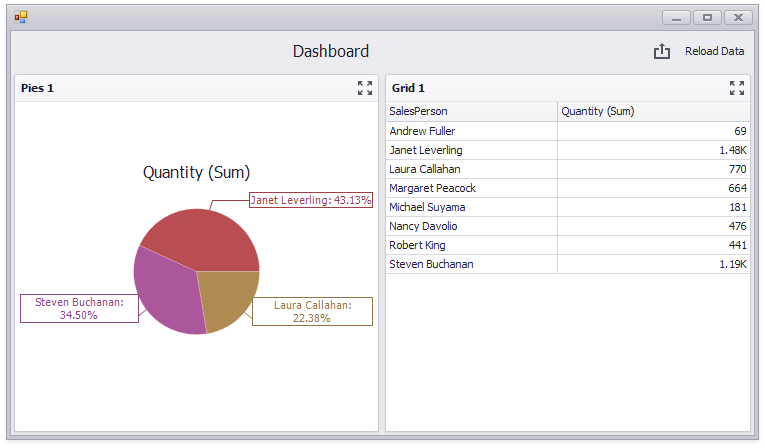 Dashboard
Reload Data
Pies 1
Quantity (Sum)
Janet Leverling: 43.13%
Steven Buchanan:
34.50%
Laura Callahan:
22.38%
Grid 1
SalesPerson Quantity (Sum)
Andrew Fuller 69
Janet Leverling 1.48K
Laura Callahan 770
Margaret Peacock 664
Michael Suyama 181
Nancy Davolio 476
Robert King 441
Steven Buchanan 1.19K